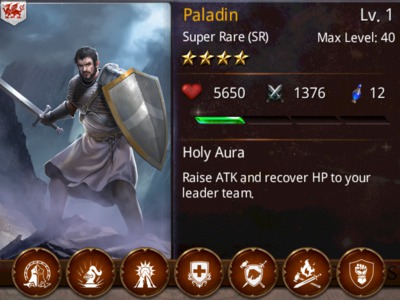 Paladin
Lv. 1
Super Rare (SR)
Max Level: 40
5650
1376
12
Holy Aura
Raise ATK and recover HP to your
leader team.